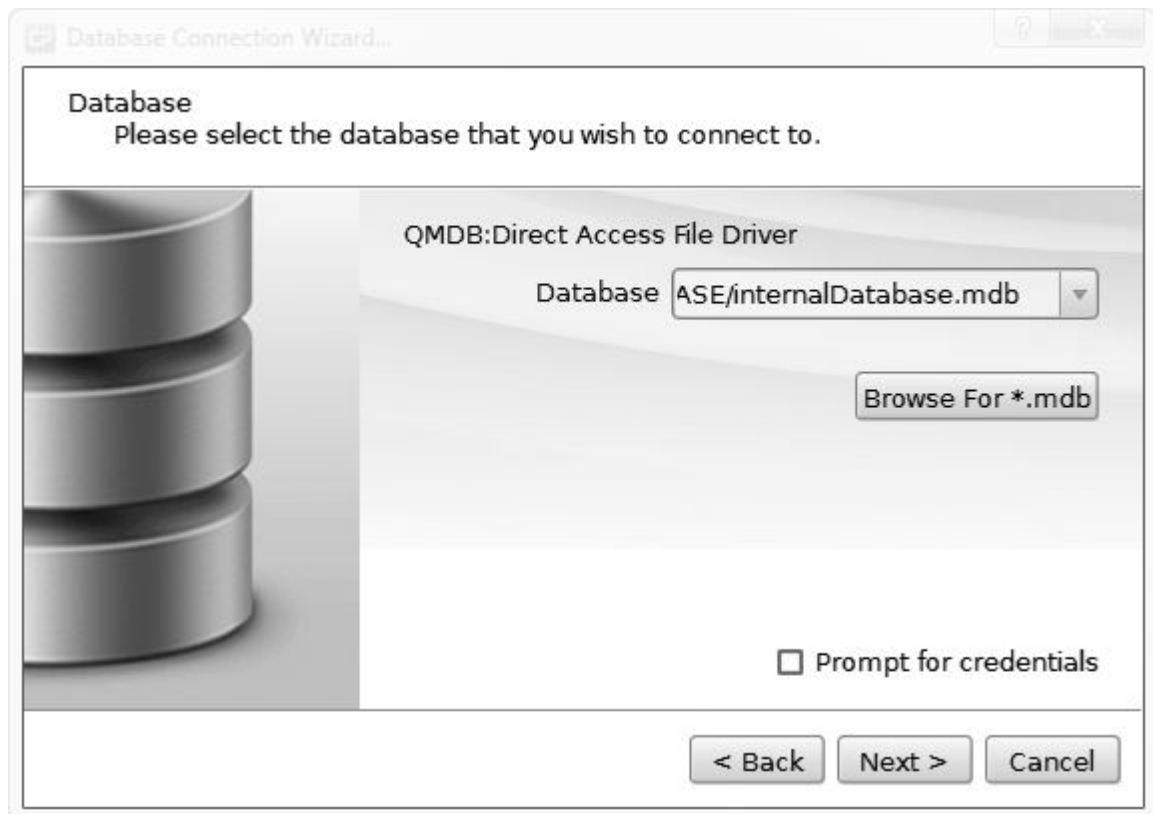 Database Connection Wizard...
Database
Please select the database that you wish to connect to.
QMDB:Direct Access File Driver
Database ASE/internalDatabase.mdb
Browse For *.mdb
Prompt for credentials
< Back Next > Cancel